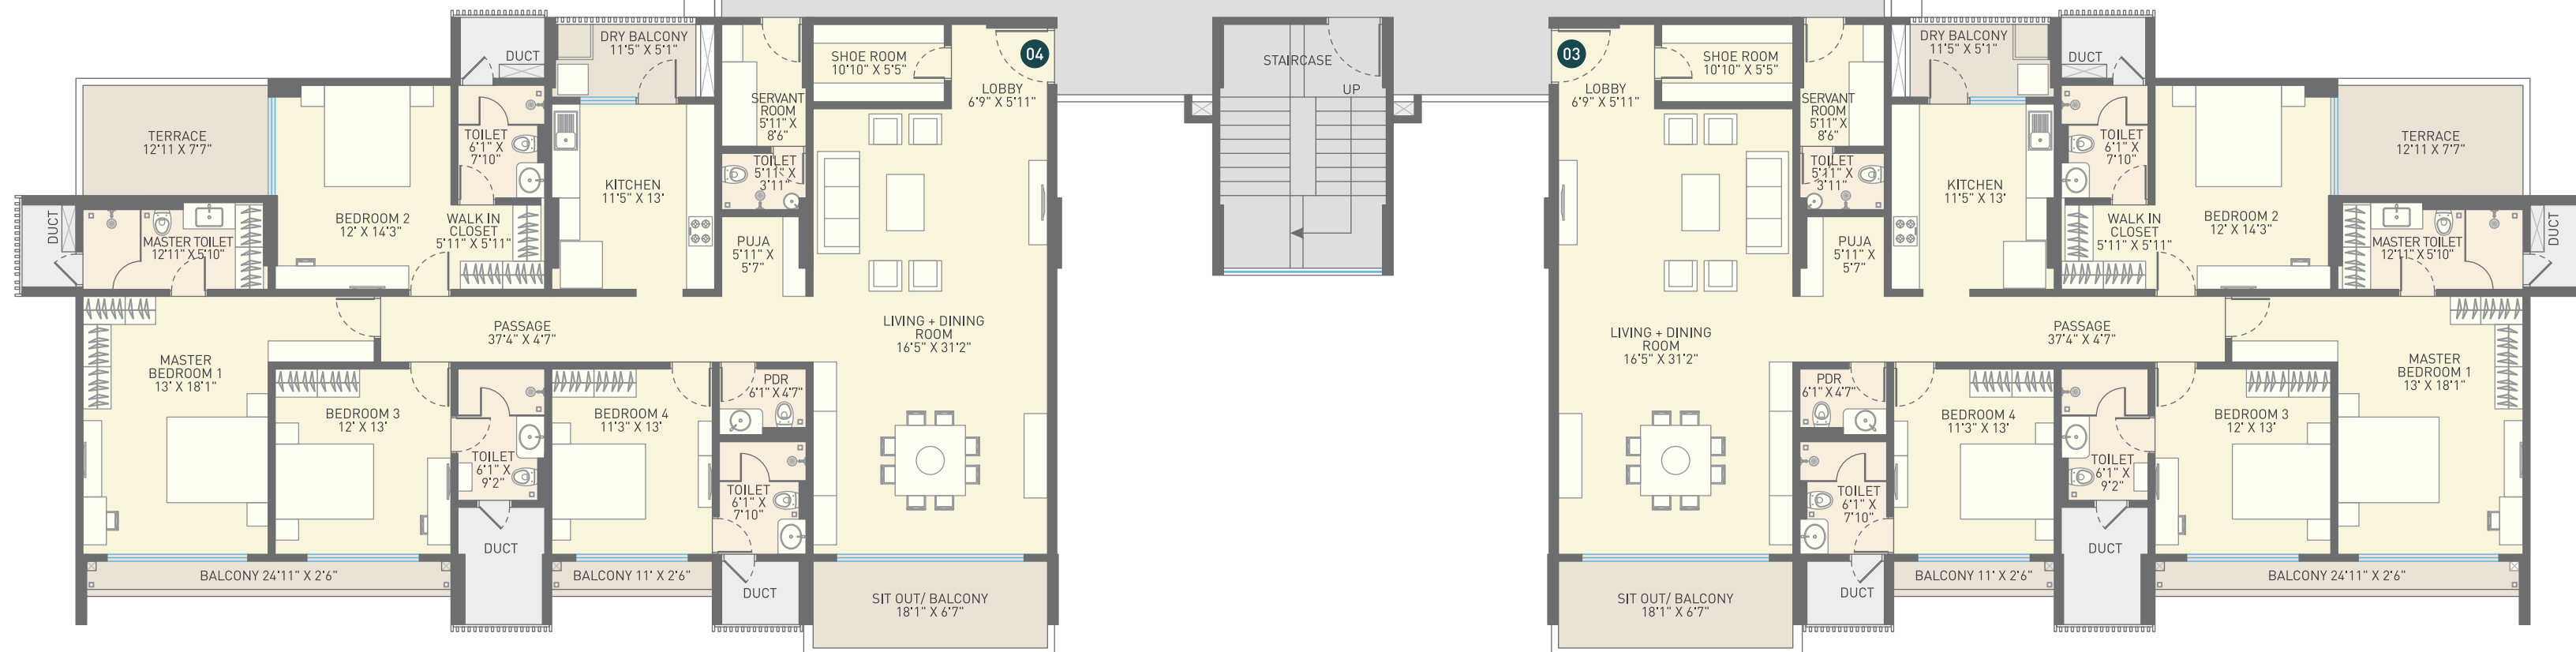 DUCT
DRY BALCONY
11'5" X 5'1"
SHOE ROOM
10'10" X 5'5"
04
LOBBY
6'9" X 5'11"
TERRACE
12'11 X 7'7"
TOILET
6'1" X
7'10"
SERVANT
ROOM
5'11" X
8'6"
TOILET
5'11" X
3'11"
KITCHEN
11'5" X 13'
DUCT
MASTER TOILET
12'11" X 5'10"
BEDROOM 2
12' X 14'3"
WALK IN
CLOSET
5'11" X 5'11"
PUJA
5'11" X
5'7"
PASSAGE
37'4" X 4'7"
LIVING + DINING
ROOM
16'5" X 31'2"
MASTER
BEDROOM 1
13' X 18'1"
BEDROOM 3
12' X 13'
TOILET
6'1" X
9'2"
BEDROOM 4
11'3" X 13'
PDR
6'1" X 4'7"
TOILET
6'1" X
7'10"
DUCT
BALCONY 24'11" X 2'6"
BALCONY 11' X 2'6"
DUCT
SIT OUT/ BALCONY
18'1" X 6'7"
STAIRCASE
UP
03
LOBBY
6'9" X 5'11"
SHOE ROOM
10'10" X 5'5"
DRY BALCONY
11'5" X 5'1"
DUCT
SERVANT
ROOM
5'11" X
8'6"
TOILET
5'11" X
3'11"
TOILET
6'1" X
7'10"
TERRACE
12'11 X 7'7"
KITCHEN
11'5" X 13'
PUJA
5'11" X
5'7"
WALK IN
CLOSET
5'11" X 5'11"
BEDROOM 2
12' X 14'3"
MASTER TOILET
12'11" X 5'10"
DUCT
LIVING + DINING
ROOM
16'5" X 31'2"
PASSAGE
37'4" X 4'7"
MASTER
BEDROOM 1
13' X 18'1"
PDR
6'1" X 4'7"
BEDROOM 4
11'3" X 13'
TOILET
6'1" X
9'2"
BEDROOM 3
12' X 13'
TOILET
6'1" X
7'10"
DUCT
BALCONY 11' X 2'6"
BALCONY 24'11" X 2'6"
DUCT
SIT OUT/ BALCONY
18'1" X 6'7"